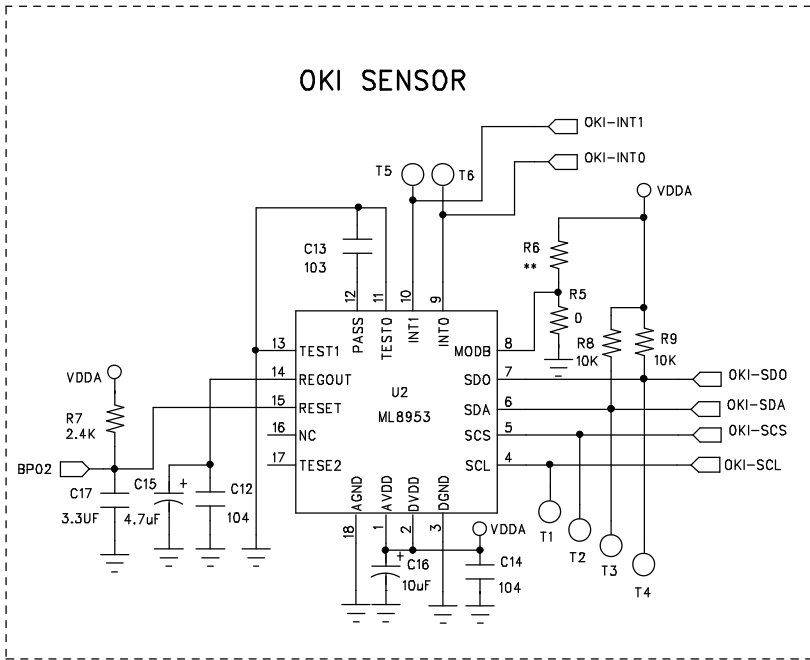 OKI SENSOR
OKI-INT1
OKI-INT0
T5
T6
VDDA
C13
103
R6
**
R5
0
12
11
10
9
PASS
TEST0
INT1
INT0
R8
10K
R9
10K
13
TEST1
MODB
8
14
REGOUT
SDO
7
OKI-SDO
VDDA
15
RESET
U2
ML8953
SDA
6
OKI-SDA
R7
2.4K
16
NC
SCS
5
OKI-SCS
BP02
17
TESE2
SCL
4
OKI-SCL
C17
3.3UF
C15
+
4.7uF
C12
104
AGND
AVDD
DVDD
DGND
18
1
2
3
VDDA
T1
T2
T3
T4
+
C16
10uF
C14
104